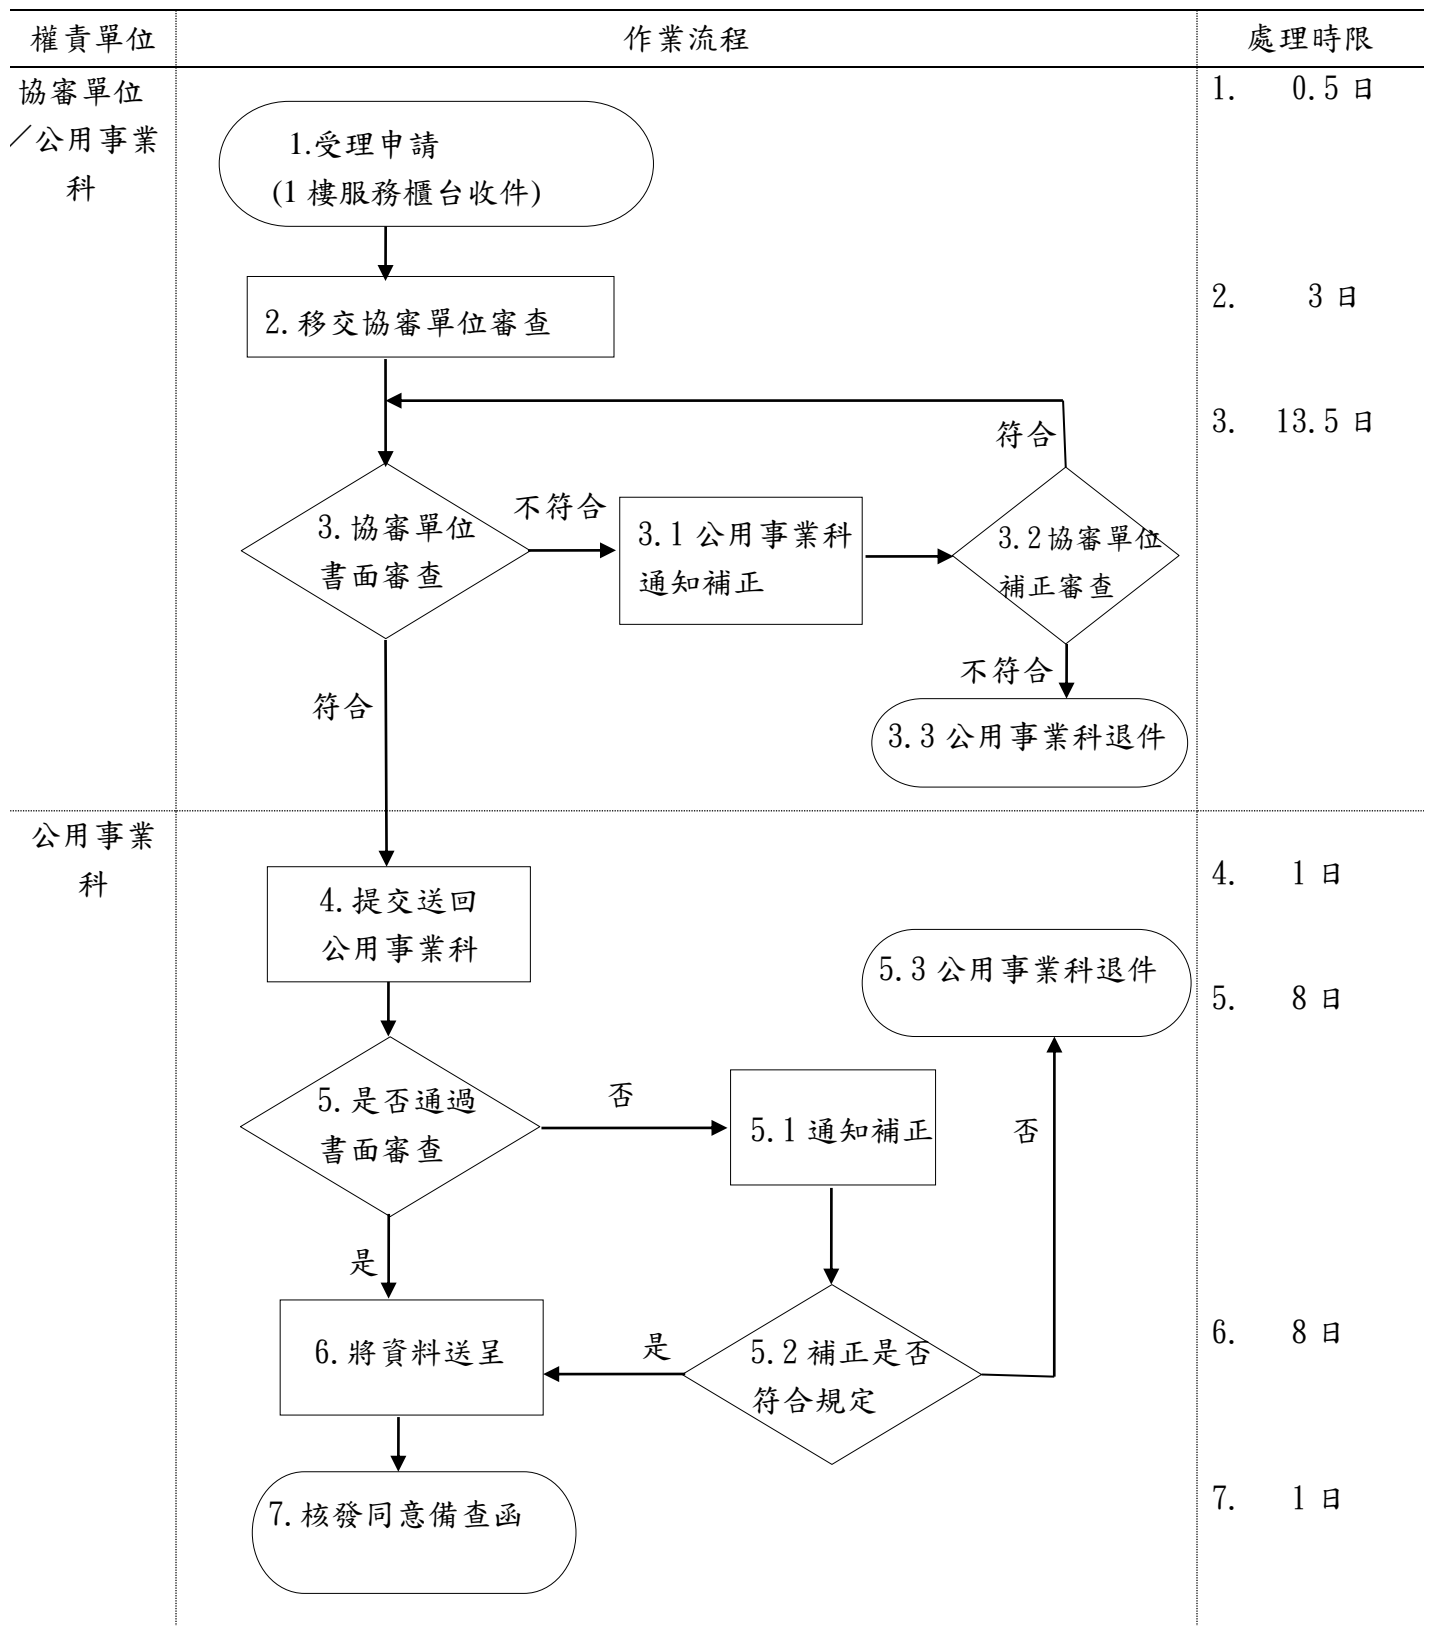 權責單位
作業流程
處理時限
協審單位
／公用事業
科
1. 0.5 日
1.受理申請
(1 樓服務櫃台收件)
2. 3 日
2.移交協審單位審查
3. 13.5 日
符合
不符合
3.協審單位
書面審查
3.1 公用事業科
通知補正
3.2協審單位
補正審查
不符合
符合
3.3 公用事業科退件
公用事業
科
4. 1 日
4.提交送回
公用事業科
5.3 公用事業科退件
5. 8 日
5.是否通過
書面審查
否
5.1 通知補正
否
是
6. 8 日
6.將資料送呈
是
5.2 補正是否
符合規定
7. 1 日
7.核發同意備查函